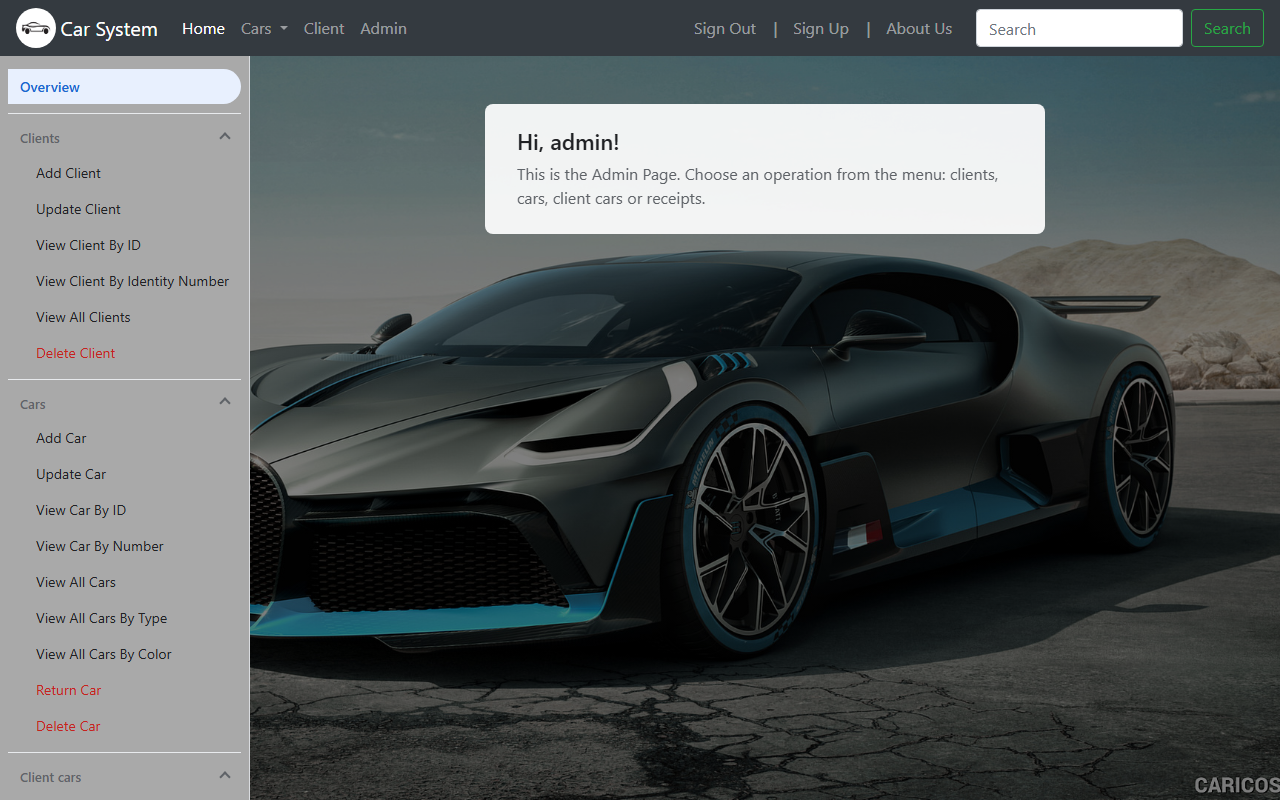 Car System
Home
Cars
Client
Admin
Sign Out
|
Sign Up
|
About Us
Search
Search
Overview
Clients
Add Client
Update Client
View Client By ID
View Client By Identity Number
View All Clients
Delete Client
Cars
Add Car
Update Car
View Car By ID
View Car By Number
View All Cars
View All Cars By Type
View All Cars By Color
Return Car
Delete Car
Client cars
Hi, admin!
This is the Admin Page. Choose an operation from the menu: clients,
cars, client cars or receipts.
MICHELIN
CARICOS